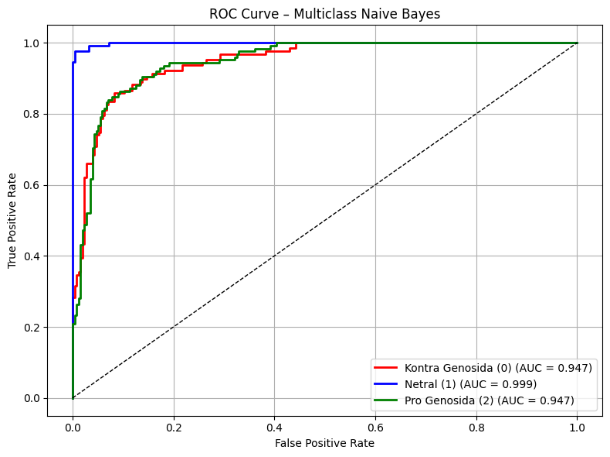 ROC Curve – Multiclass Naive Bayes
True Positive Rate
1.0
0.8
0.6
0.4
0.2
0.0
Kontra Genosida (0) (AUC = 0.947)
Netral (1) (AUC = 0.999)
Pro Genosida (2) (AUC = 0.947)
0.0 0.2 0.4 0.6 0.8 1.0
False Positive Rate